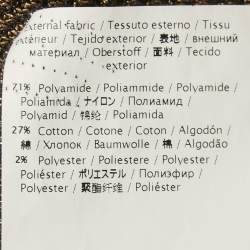 External fabric / Tessuto esterno / Tissu
extérieur / Tejido exterior / 表地 / внешний
материал / Oberstoff / 面料 / Tecido
exterior
71% Polyamide / Poliammide / Polyamide /
Poliamida / ナイロン / Полиамид /
Polyamid / 锦纶 / Poliamida
27% Cotton / Cotone / Coton / Algodón /
綿 / Хлопок / Baumwolle / 棉 / Algodão
2% Polyester / Poliestere / Polyester /
Poliéster / ポリエステル / Полиэфир /
Polyester / 聚酯纤维 / Poliéster